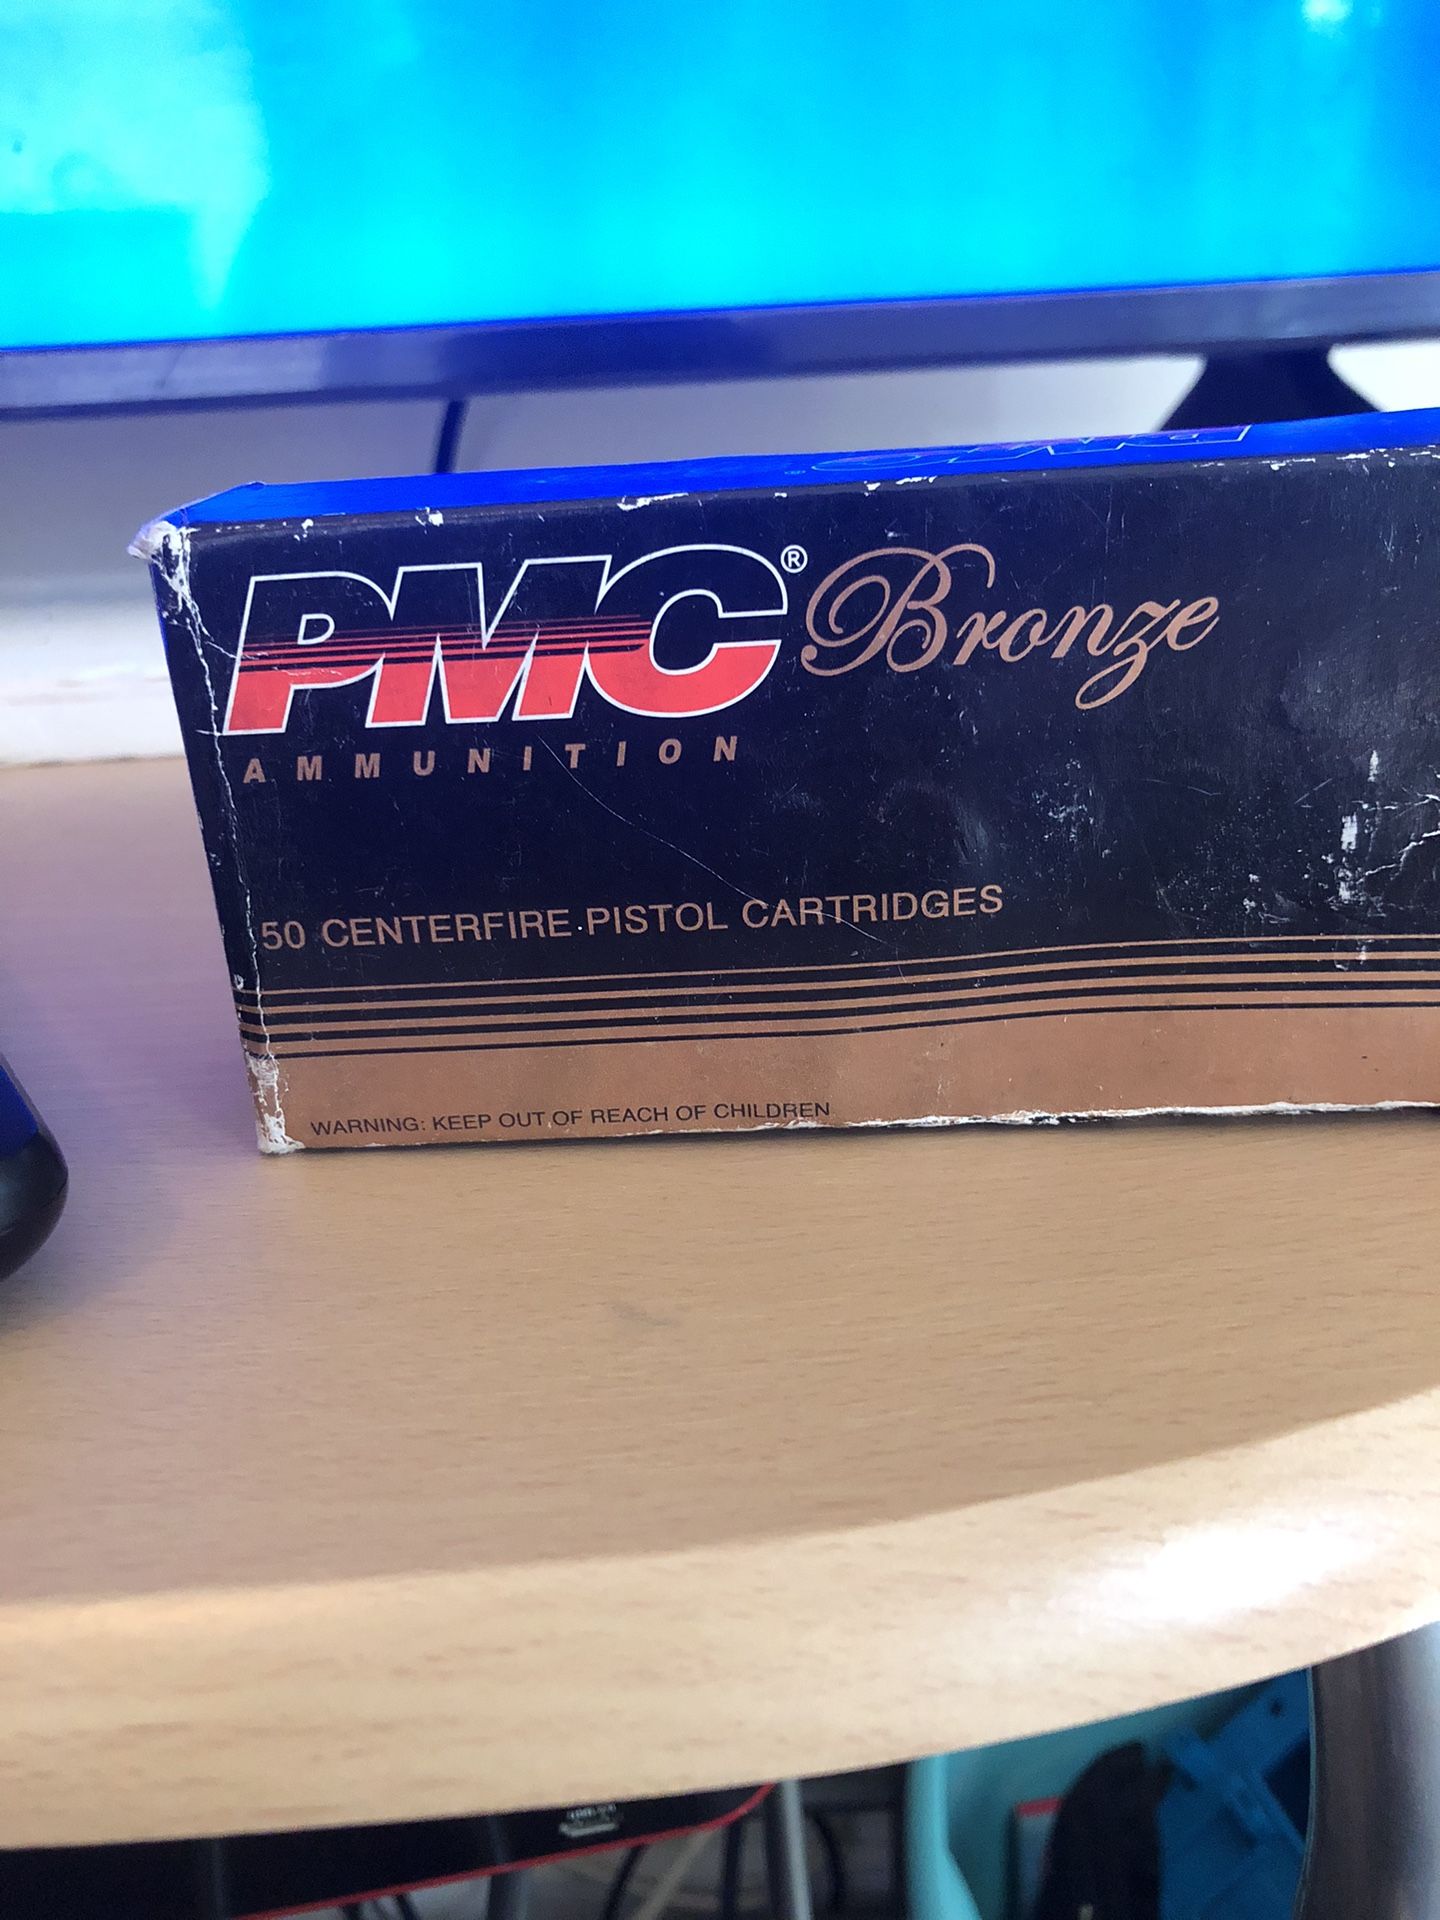 PMC® Bronze
AMMUNITION
50 CENTERFIRE PISTOL CARTRIDGES
WARNING: KEEP OUT OF REACH OF CHILDREN